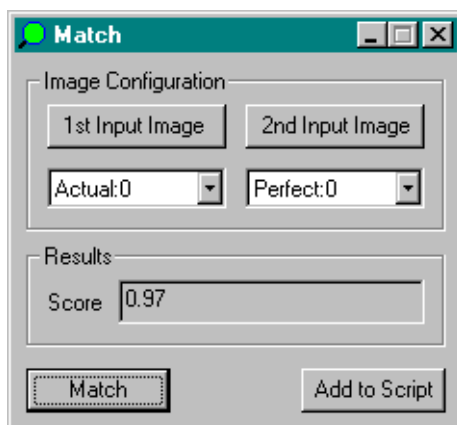 Match
Image Configuration
1st Input Image 2nd Input Image
Actual:0 Perfect:0
Results
Score 0.97
Match Add to Script